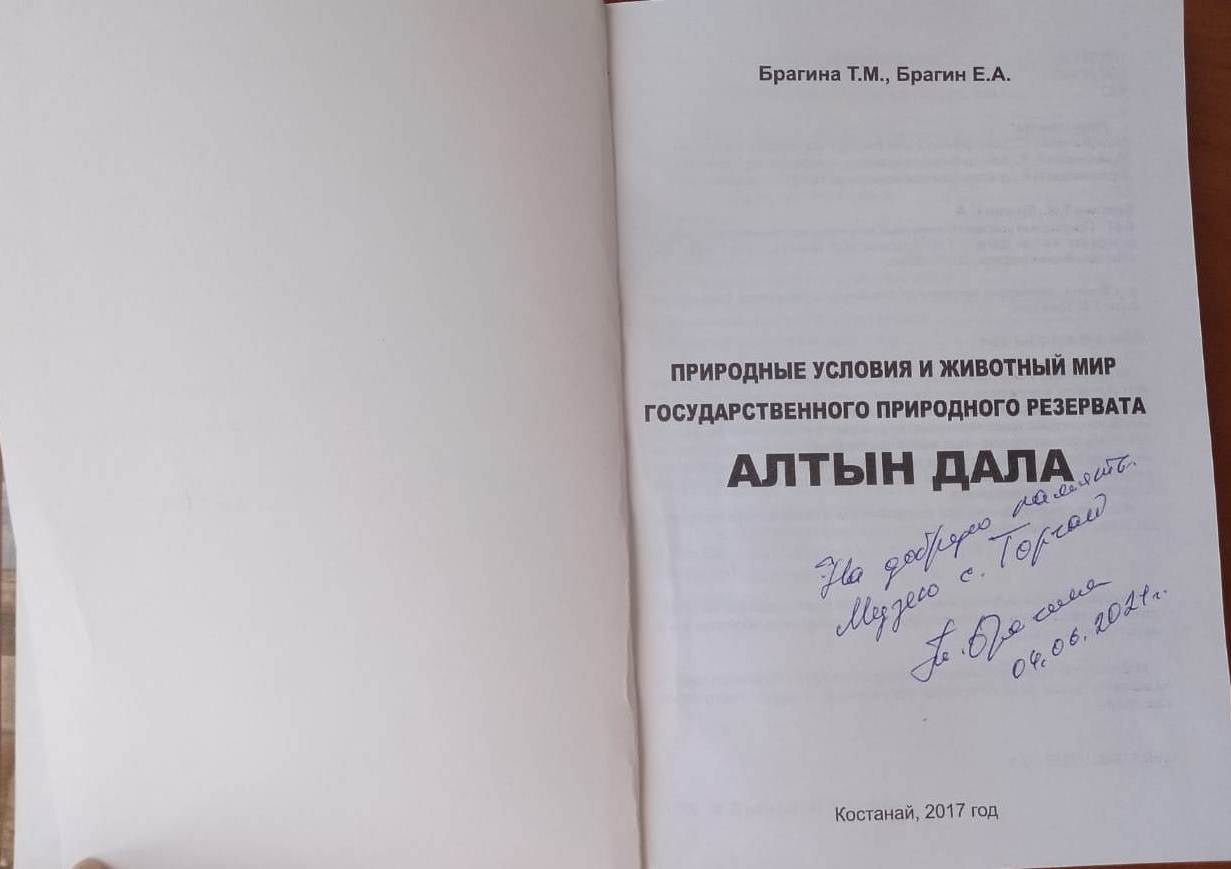 Брагина Т.М., Брагин Е.А.
ПРИРОДНЫЕ УСЛОВИЯ И ЖИВОТНЫЙ МИР
ГОСУДАРСТВЕННОГО ПРИРОДНОГО РЕЗЕРВАТА
АЛТЫН ДАЛА
На добрую память
Музею с. Торгай
Т. Брагина
04.06.2021г.
Костанай, 2017 год